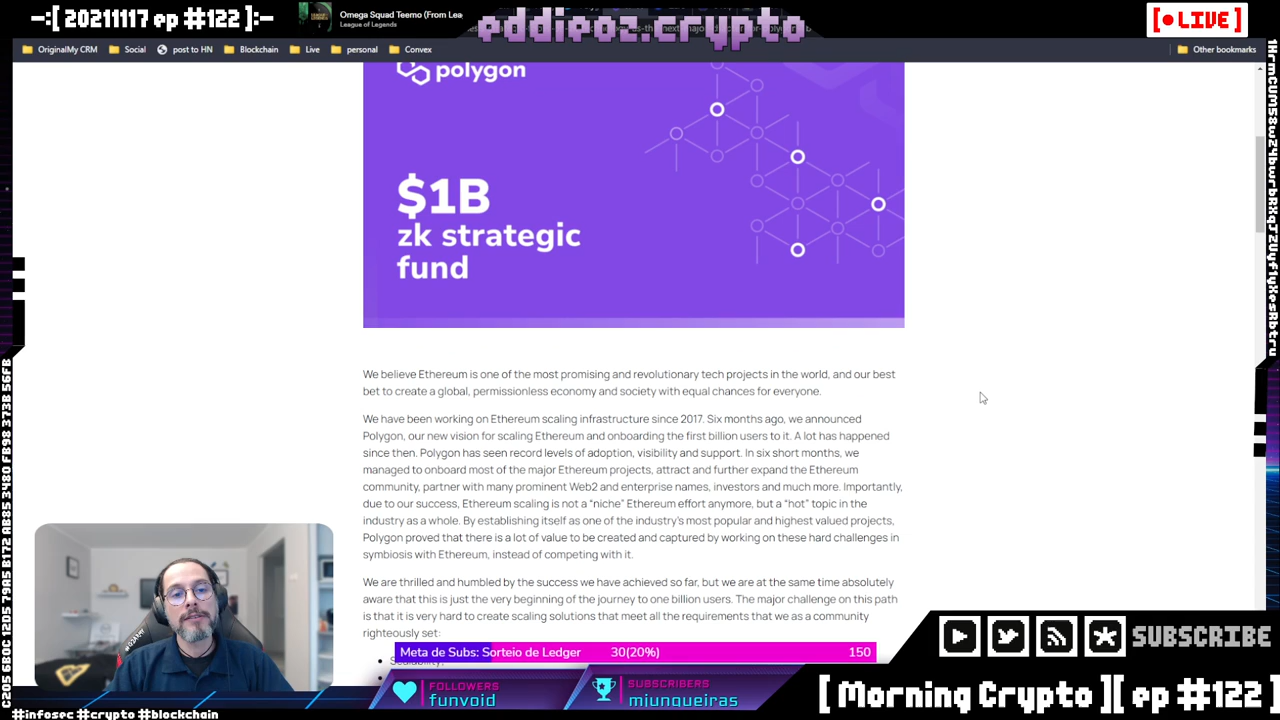 -:[ 20211117 ep #122 ]:-
Omega Squad Teemo (From Lea
League of Legends
eddieoz.crypto
[ • LIVE ]
OriginalMy CRM
Social
post to HN
Blockchain
Live
personal
Convex
Other bookmarks
polygon
$1B
zk strategic
fund
We believe Ethereum is one of the most promising and revolutionary tech projects in the world, and our best
bet to create a global, permissionless economy and society with equal chances for everyone.
We have been working on Ethereum scaling infrastructure since 2017. Six months ago, we announced
Polygon, our new vision for scaling Ethereum and onboarding the first billion users to it. A lot has happened
since then. Polygon has seen record levels of adoption, visibility and support. In six short months, we
managed to onboard most of the major Ethereum projects, attract and further expand the Ethereum
community, partner with many prominent Web2 and enterprise names, investors and much more. Importantly,
due to our success, Ethereum scaling is not a “niche” Ethereum effort anymore, but a “hot” topic in the
industry as a whole. By establishing itself as one of the industry's most popular and highest valued projects,
Polygon proved that there is a lot of value to be created and captured by working on these hard challenges in
symbiosis with Ethereum, instead of competing with it.
We are thrilled and humbled by the success we have achieved so far, but we are at the same time absolutely
aware that this is just the very beginning of the journey to one billion users. The major challenge on this path
is that it is very hard to create scaling solutions that meet all the requirements that we as a community
righteously set:
Meta de Subs: Sorteio de Ledger 30(20%) 150
FOLLOWERS
funvoid
SUBSCRIBERS
mjunqueiras
SUBSCRIBE
[ Morning Crypto ][ ep #122 ]
#infosec #crypto #blockchain